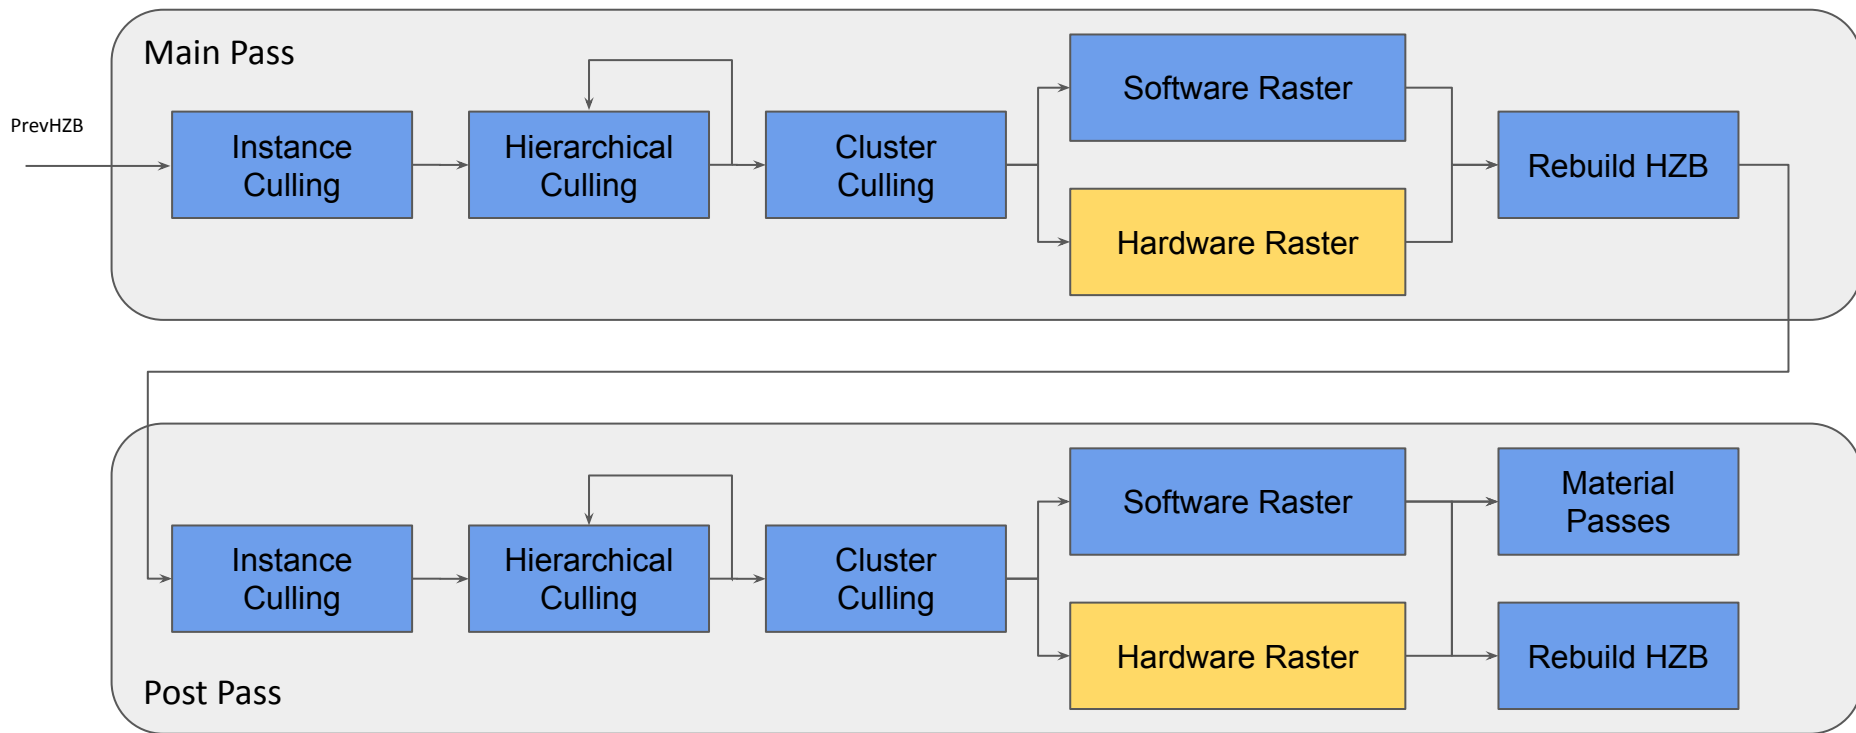 Main Pass
PrevHZB
Instance
Culling
Hierarchical
Culling
Cluster
Culling
Software Raster
Hardware Raster
Rebuild HZB
Instance
Culling
Hierarchical
Culling
Cluster
Culling
Software Raster
Hardware Raster
Material
Passes
Rebuild HZB
Post Pass